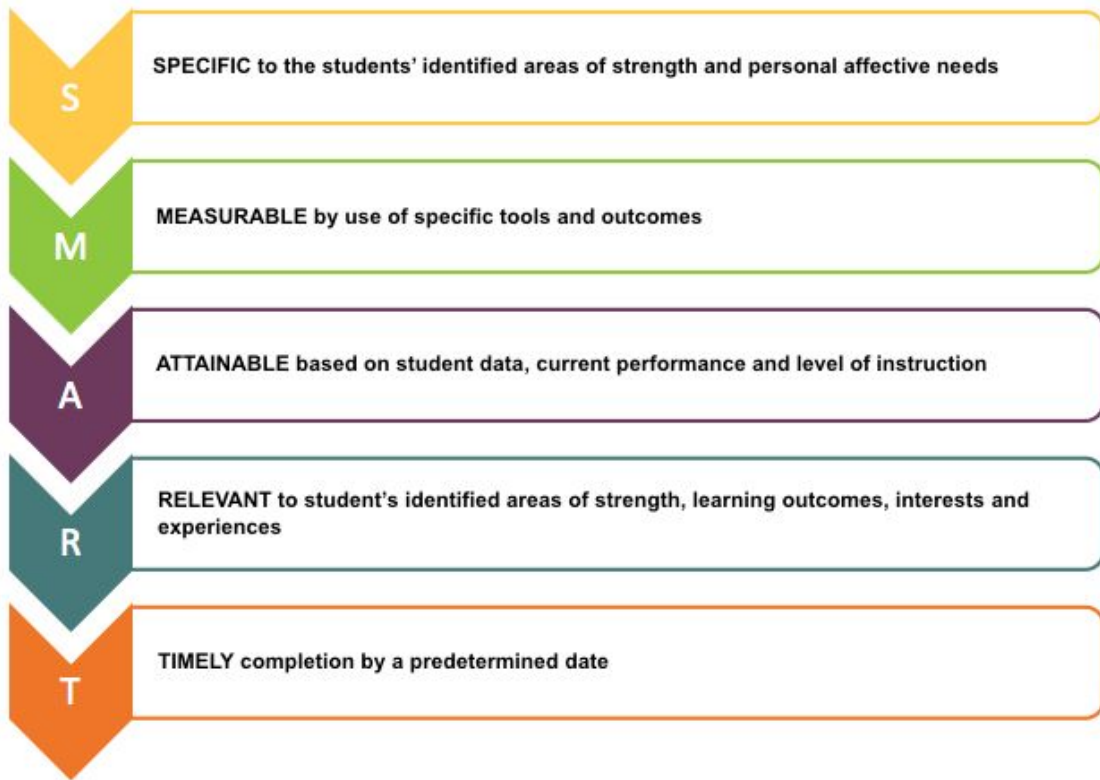 S
SPECIFIC to the students’ identified areas of strength and personal affective needs
M
MEASURABLE by use of specific tools and outcomes
A
ATTAINABLE based on student data, current performance and level of instruction
R
RELEVANT to student’s identified areas of strength, learning outcomes, interests and
experiences
T
TIMELY completion by a predetermined date